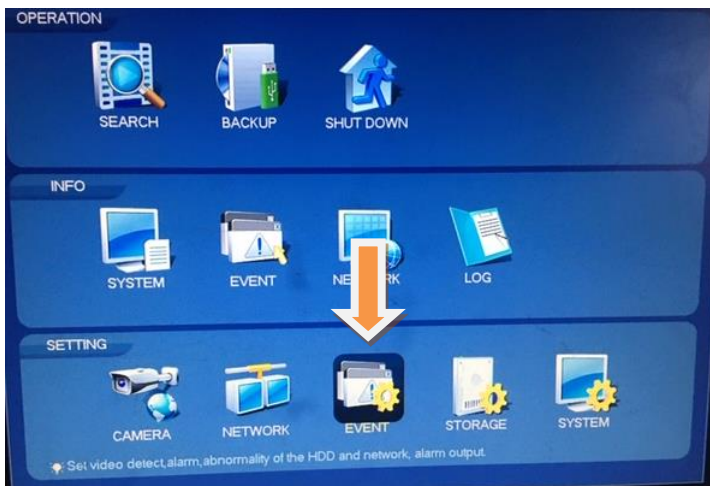 OPERATION
SEARCH BACKUP SHUT DOWN
INFO
SYSTEM EVENT NETWORK LOG
SETTING
CAMERA NETWORK EVENT STORAGE SYSTEM
Set video detect,alarm,abnormality of the HDD and network, alarm output.